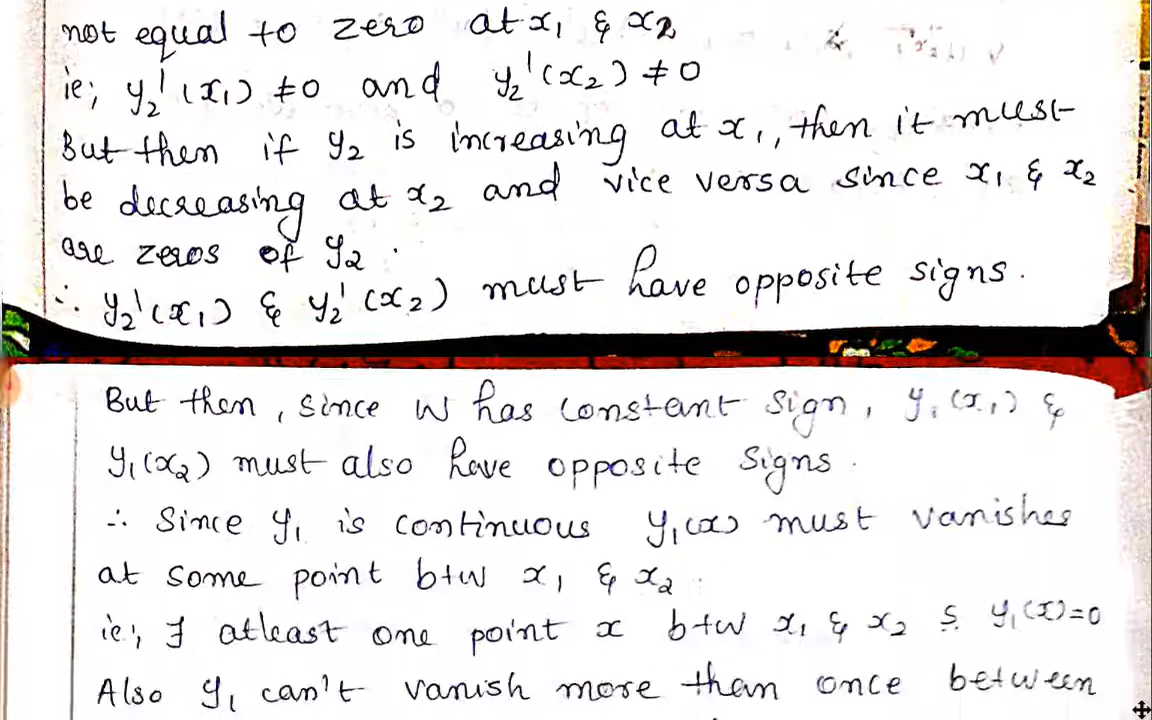 not equal to zero at x₁ & x₂
ie; y₂'(x₁) ≠0 and y₂'(x₂) ≠0
But then if y₂ is increasing at x₁, then it must
be decreasing at x₂ and vice versa since x₁ & x₂
are zeros of y₂.
∴ y₂'(x₁) & y₂'(x₂) must have opposite signs.
But then, since W has constant sign, y₁(x₁) &
y₁(x₂) must also have opposite signs.
∴ Since y₁ is continuous y₁(x) must vanishes
at some point btw x₁ & x₂.
ie; ∃ atleast one point x btw x₁ & x₂ ∋ y₁(x)=0
Also y₁ can't vanish more than once between